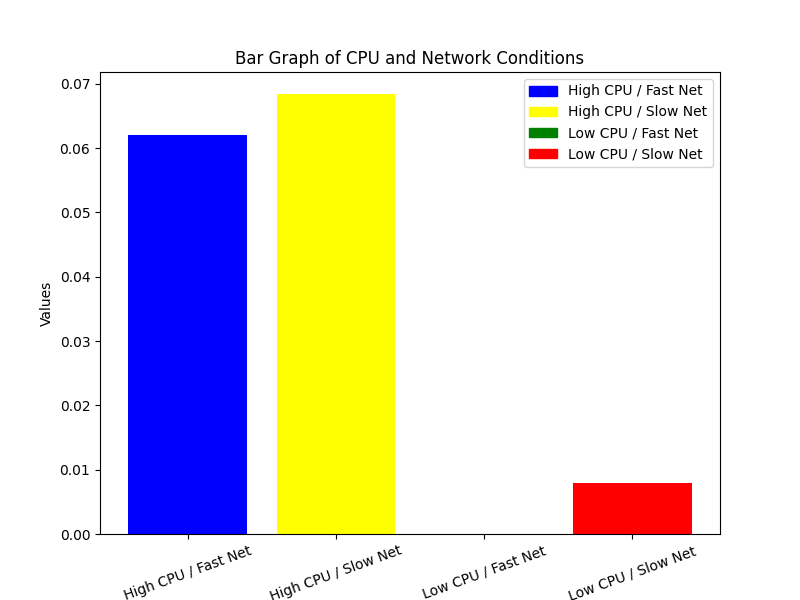 Bar Graph of CPU and Network Conditions
High CPU / Fast Net
High CPU / Slow Net
Low CPU / Fast Net
Low CPU / Slow Net
Values
0.07
0.06
0.05
0.04
0.03
0.02
0.01
0.00
High CPU / Fast Net
High CPU / Slow Net
Low CPU / Fast Net
Low CPU / Slow Net